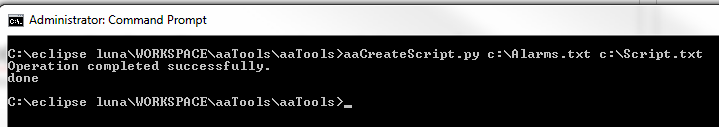 Administrator: Command Prompt
C:\eclipse luna\WORKSPACE\aaTools\aaTools>aaCreateScript.py c:\Alarms.txt c:\Script.txt
Operation completed successfully.
done
C:\eclipse luna\WORKSPACE\aaTools\aaTools>_